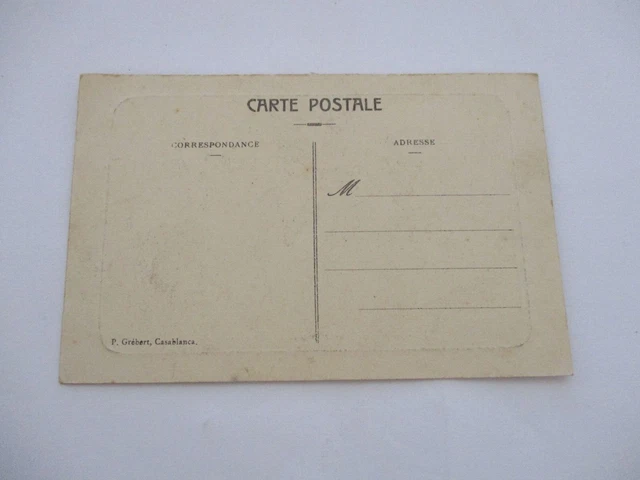 CARTE POSTALE
CORRESPONDANCE
ADRESSE
M
P. Grébert, Casablanca.